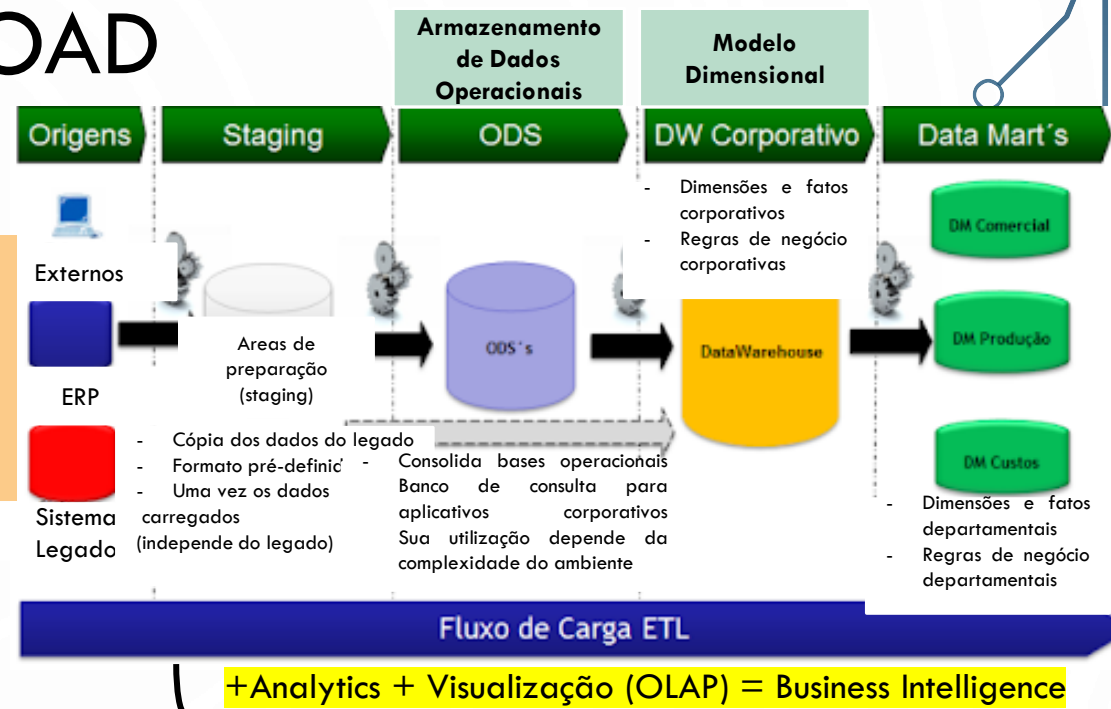 OAD
Armazenamento
de Dados
Operacionais
Modelo
Dimensional
Origens
Staging
ODS
DW Corporativo
Data Mart´s
Externos
ERP
Sistema
Legado
Areas de
preparação
(staging)
- Cópia dos dados do legado
- Formato pré-definic
- Uma vez os dados
carregados
(independe do legado)
ODS´s
- Consolida bases operacionais
Banco de consulta para
aplicativos corporativos
Sua utilização depende da
complexidade do ambiente
- Dimensões e fatos
corporativos
- Regras de negócio
corporativas
DataWarehouse
DM Comercial
DM Produção
DM Custos
- Dimensões e fatos
departamentais
- Regras de negócio
departamentais
Fluxo de Carga ETL
+Analytics + Visualização (OLAP) = Business Intelligence